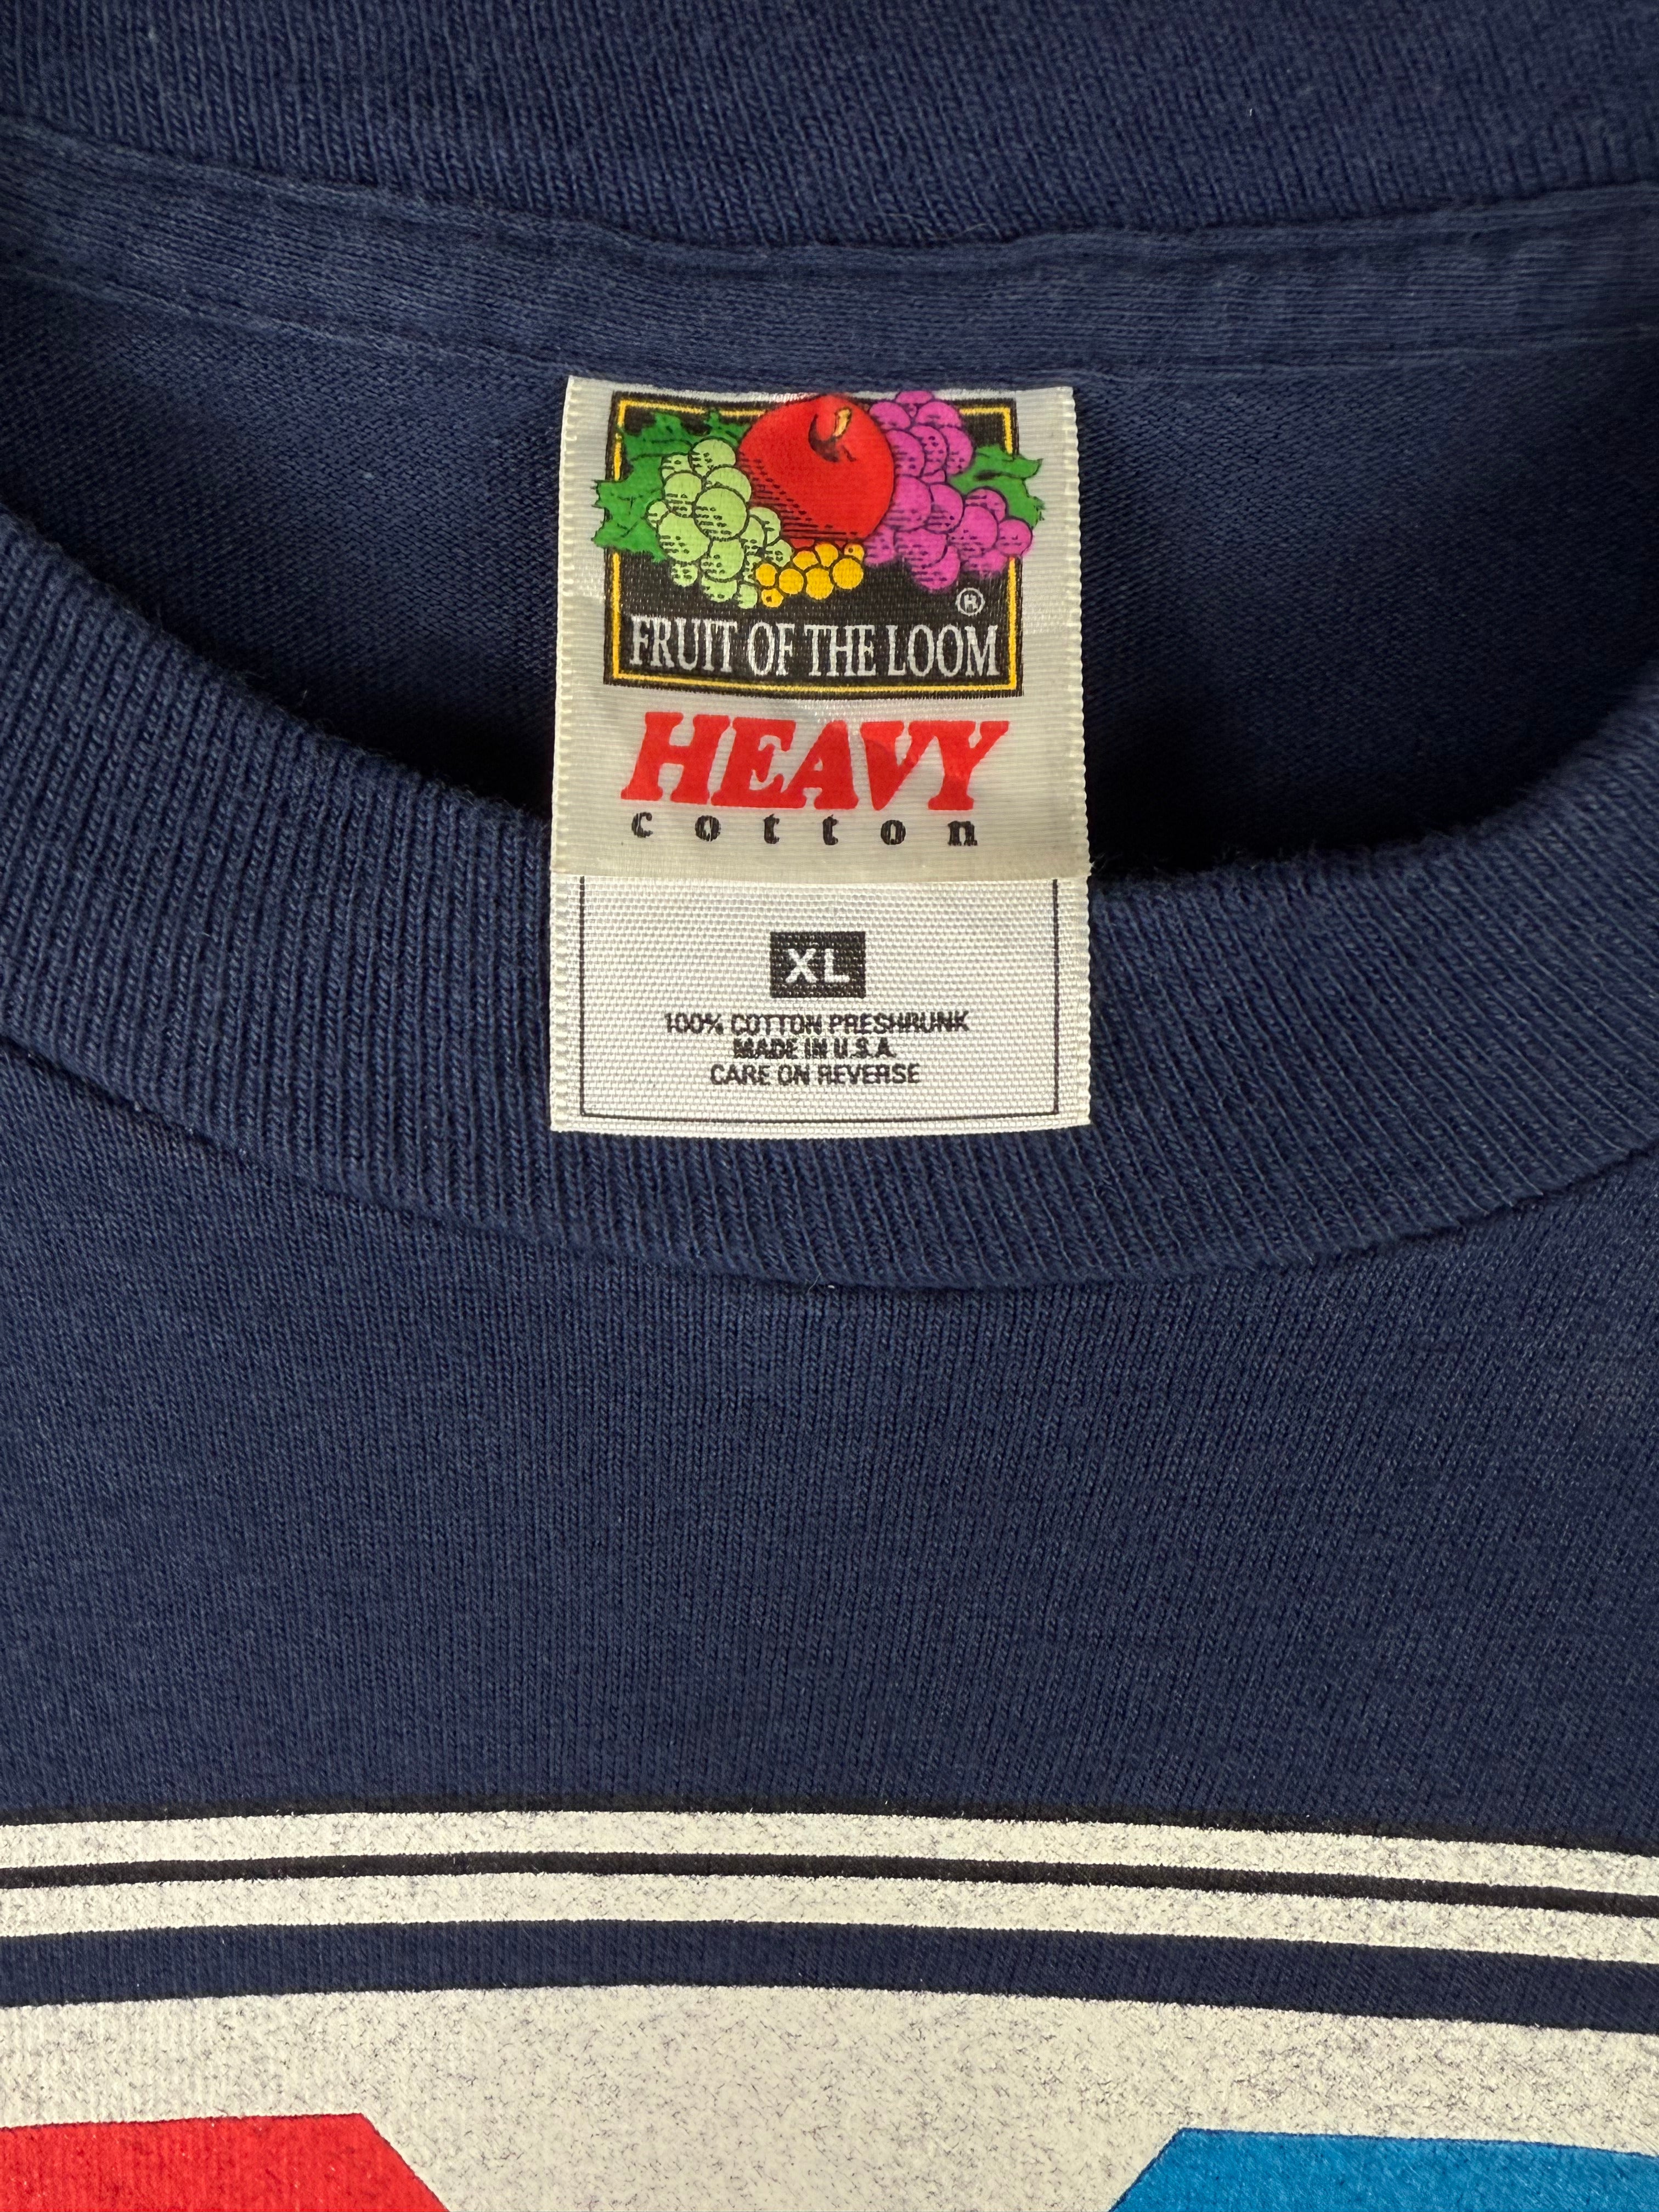 ®
FRUIT OF THE LOOM
HEAVY
cotton
XL
100% COTTON PRESHRUNK
MADE IN U.S.A.
CARE ON REVERSE